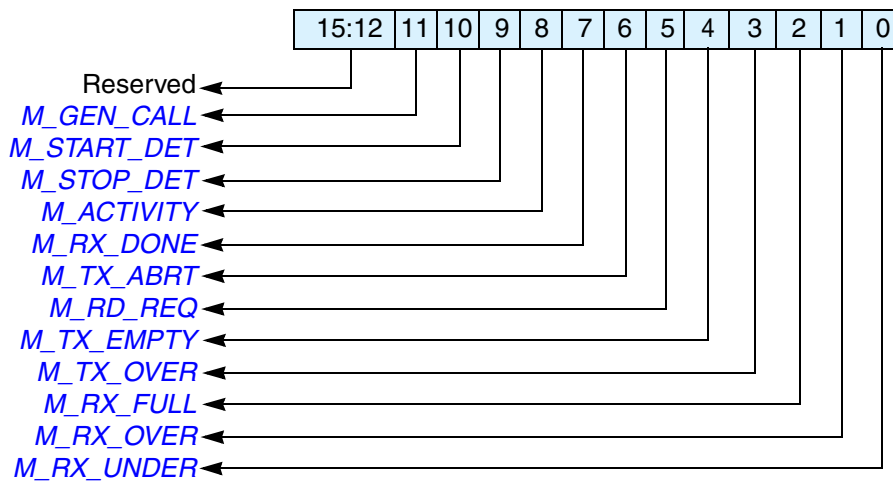 15:12 11 10 9 8 7 6 5 4 3 2 1 0
Reserved
M_GEN_CALL
M_START_DET
M_STOP_DET
M_ACTIVITY
M_RX_DONE
M_TX_ABRT
M_RD_REQ
M_TX_EMPTY
M_TX_OVER
M_RX_FULL
M_RX_OVER
M_RX_UNDER